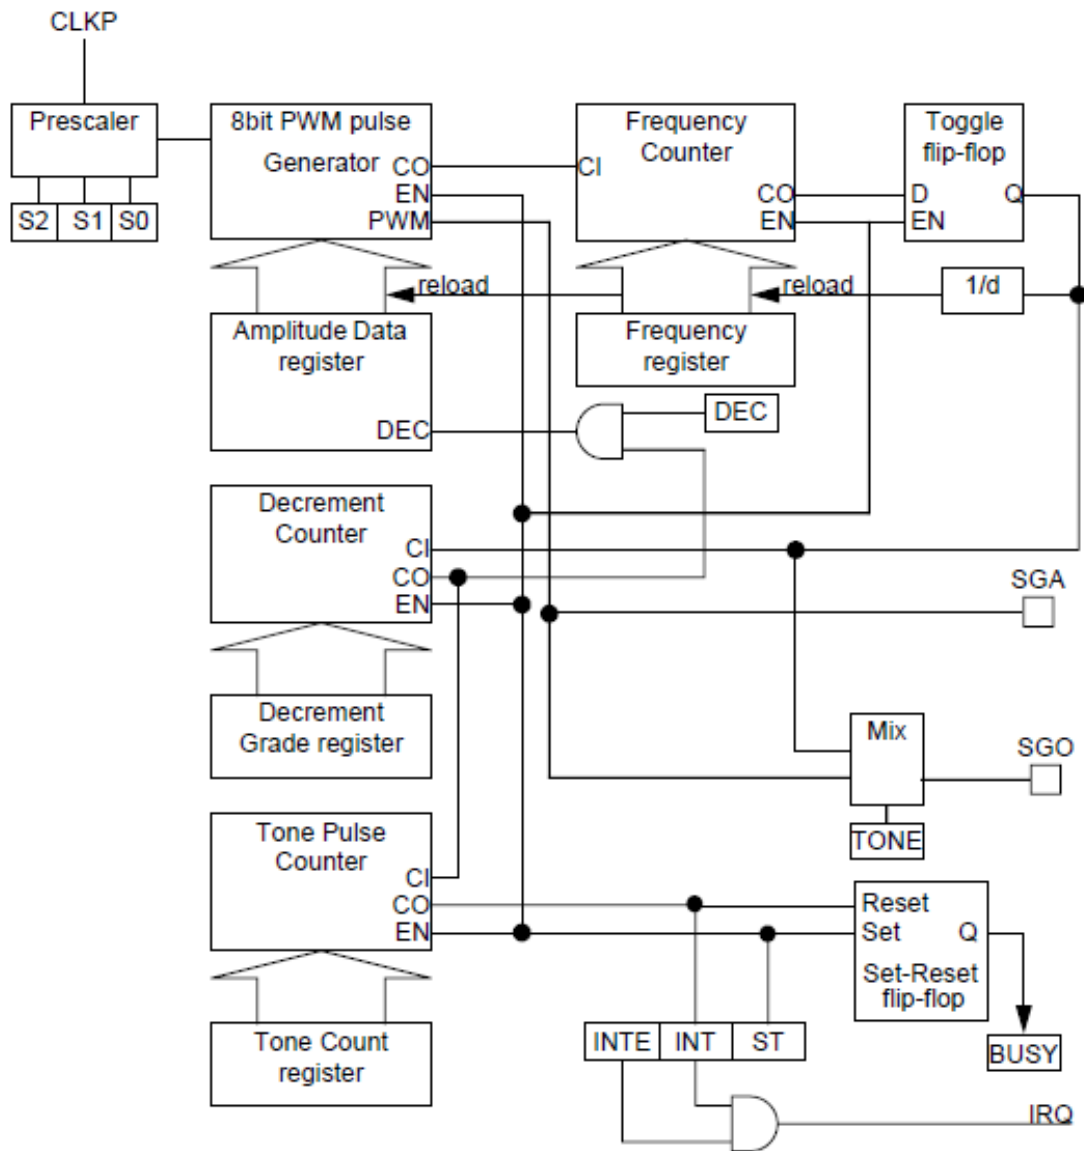 CLKP
Prescaler
S2 S1 S0
8bit PWM pulse
Generator
CO
EN
PWM
Frequency
Counter
CI
CO
EN
Toggle
flip-flop
D Q
EN
reload
reload
1/d
Amplitude Data
register
DEC
Frequency
register
DEC
Decrement
Counter
CI
CO
EN
SGA
Decrement
Grade register
Mix
SGO
TONE
Tone Pulse
Counter
CI
CO
EN
Reset
Set Q
Set-Reset
flip-flop
Tone Count
register
INTE INT ST
BUSY
IRQ